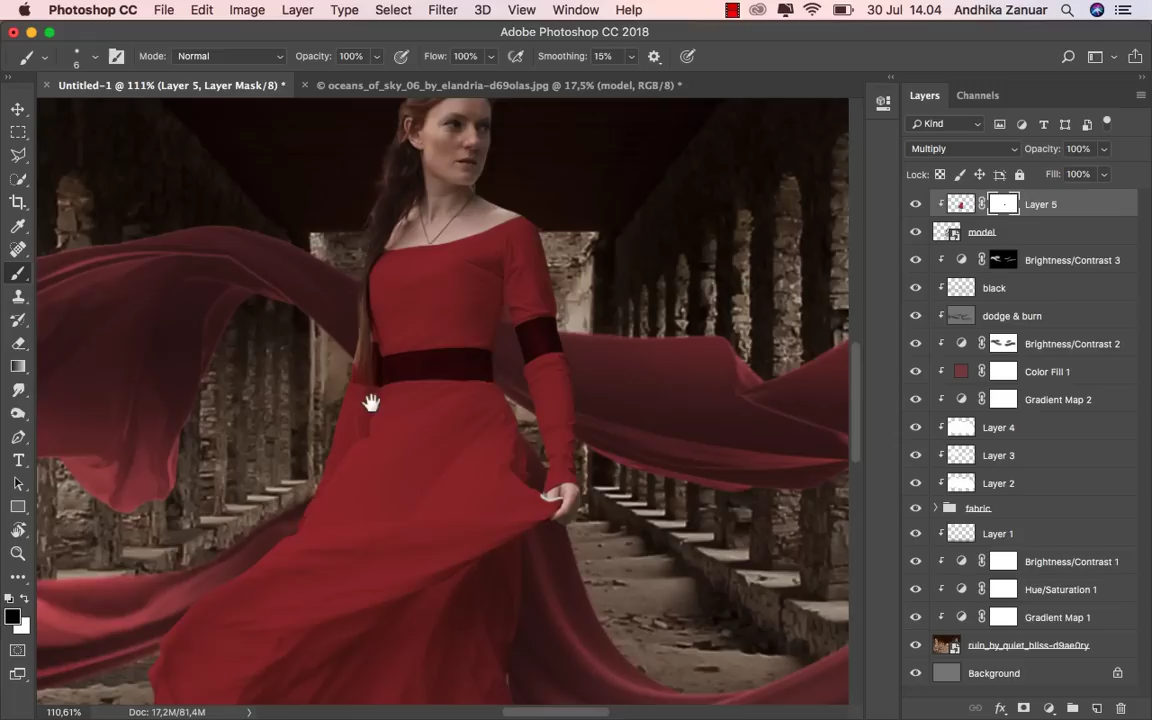 Photoshop CC File Edit Image Layer Type Select Filter 3D View Window Help 30 Jul 14.04 Andhika Zanuar
Adobe Photoshop CC 2018
6 Mode: Normal Opacity: 100% Flow: 100% Smoothing: 15%
Untitled-1 @ 111% (Layer 5, Layer Mask/8) * © oceans_of_sky_06_by_elandria-d69olas.jpg @ 17,5% (model, RGB/8) *
Layers Channels
Kind
Multiply Opacity: 100%
Lock: Fill: 100%
Layer 5
model
Brightness/Contrast 3
black
dodge & burn
Brightness/Contrast 2
Color Fill 1
Gradient Map 2
Layer 4
Layer 3
Layer 2
fabric
Layer 1
Brightness/Contrast 1
Hue/Saturation 1
Gradient Map 1
ruin_by_quiet_bliss-d9ae0ry
Background
110,61% Doc: 17,2M/81,4M